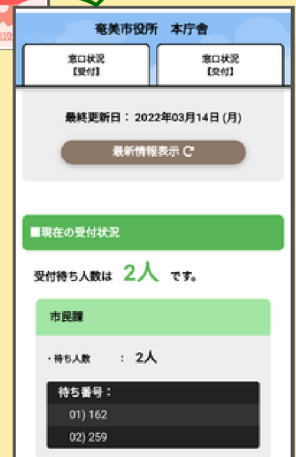 奄美市役所 本庁舎
窓口状況
【受付】
窓口状況
【交付】
最終更新日： 2022年03月14日 (月)
最新情報表示
■現在の受付状況
受付待ち人数は 2人 です。
市民課
・待ち人数 ： 2人
待ち番号：
01) 162
02) 259